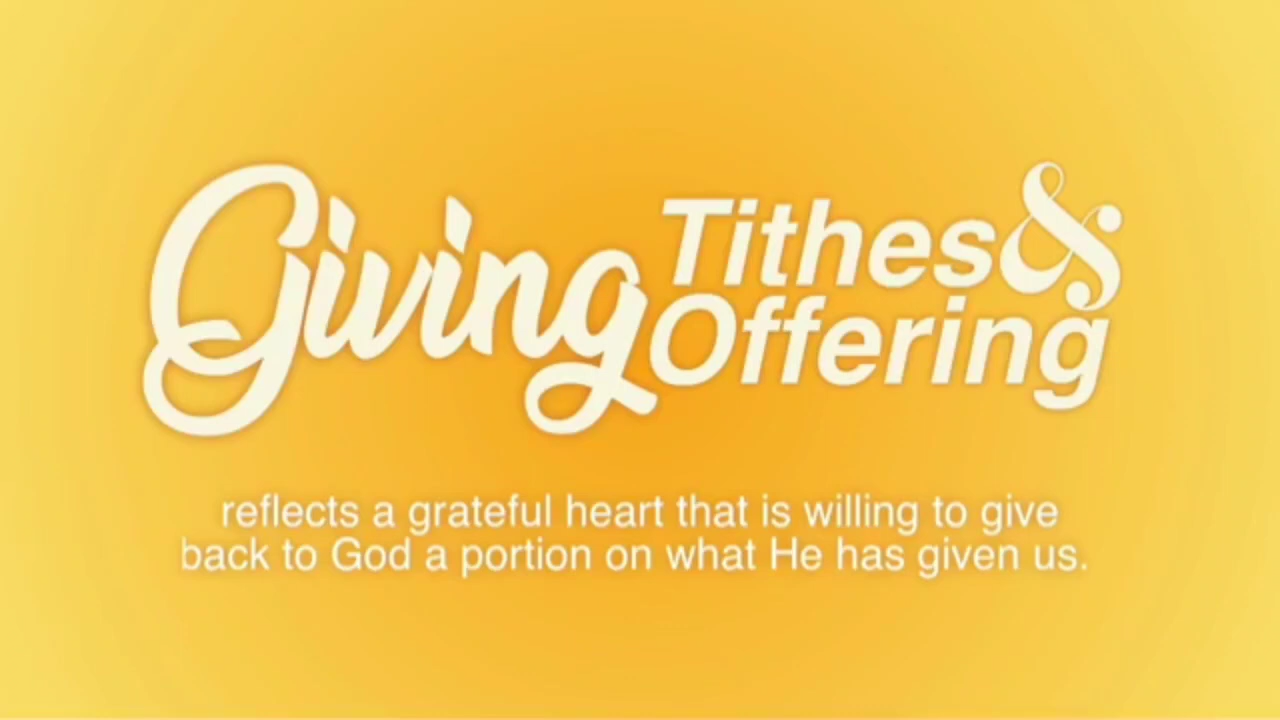 Giving Tithes &
Offering
reflects a grateful heart that is willing to give
back to God a portion on what He has given us.